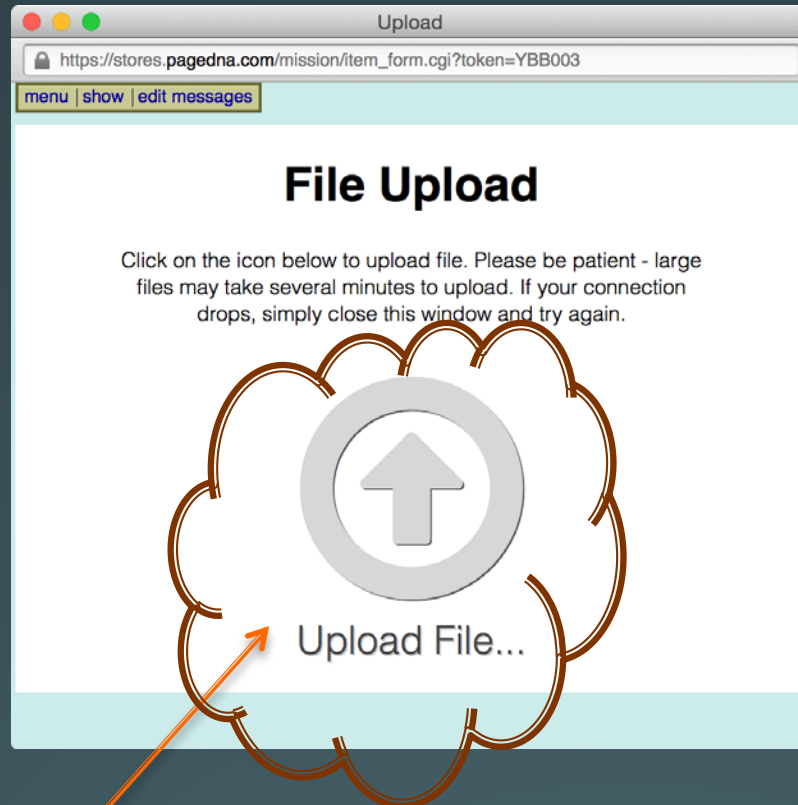 Upload
https://stores.pagedna.com/mission/item_form.cgi?token=YBB003
menu | show | edit messages
File Upload
Click on the icon below to upload file. Please be patient - large
files may take several minutes to upload. If your connection
drops, simply close this window and try again.
Upload File...